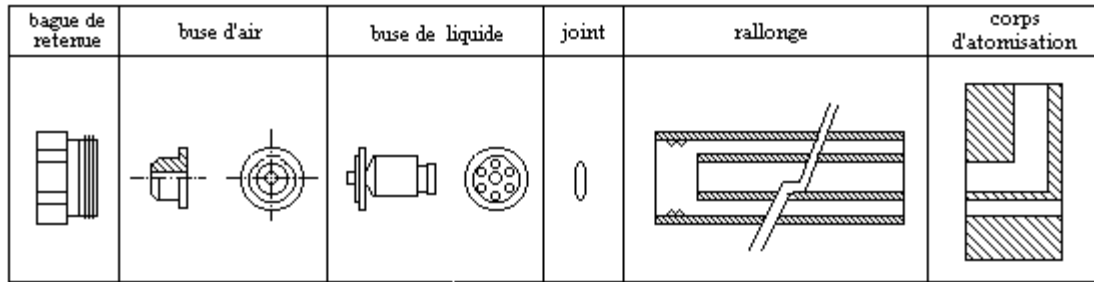 bague de
retenue
buse d'air
buse de liquide
joint
rallonge
corps
d'atomisation